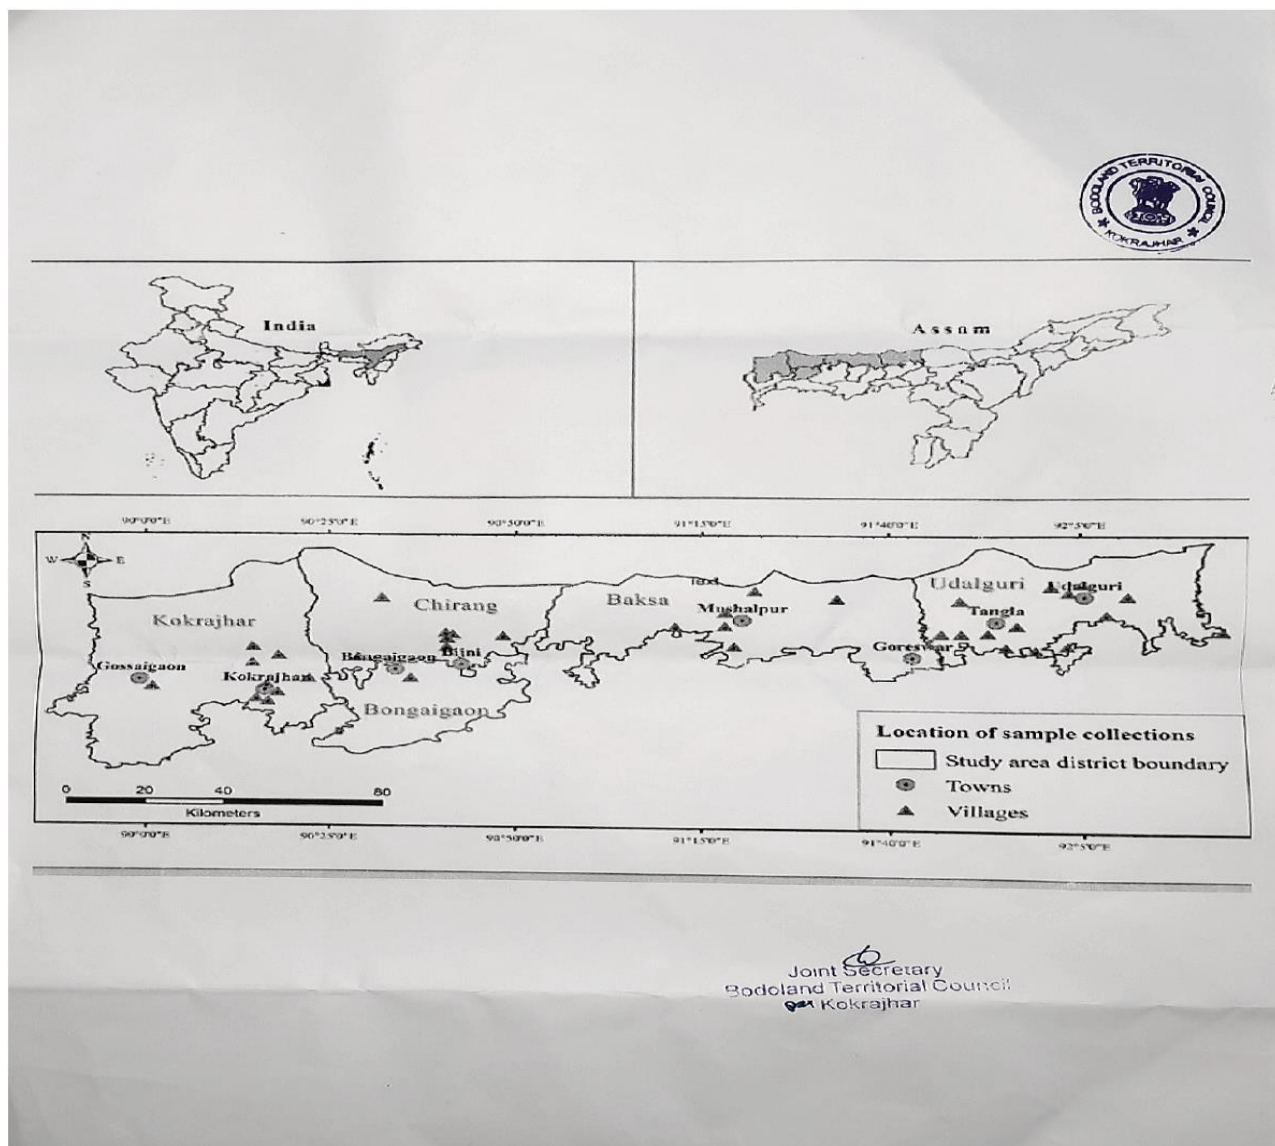 BODOLAND TERRITORIAL COUNCIL
KOKRAJHAR
India
Assam
90°0'0"E 90°25'0"E 90°50'0"E 91°15'0"E 91°40'0"E 92°5'0"E
N
W E
S
Text
Kokrajhar
Chirang
Baksa
Udalguri
Udalguri
Mushalpur
Tangla
Gossaigaon
Kokrajhar
Bongaigaon
Bijni
Goreswar
Bongaigaon
Location of sample collections
Study area district boundary
Towns
Villages
0 20 40 80
Kilometers
90°0'0"E 90°25'0"E 90°50'0"E 91°15'0"E 91°40'0"E 92°5'0"E
Joint Secretary
Bodoland Territorial Council
Kokrajhar